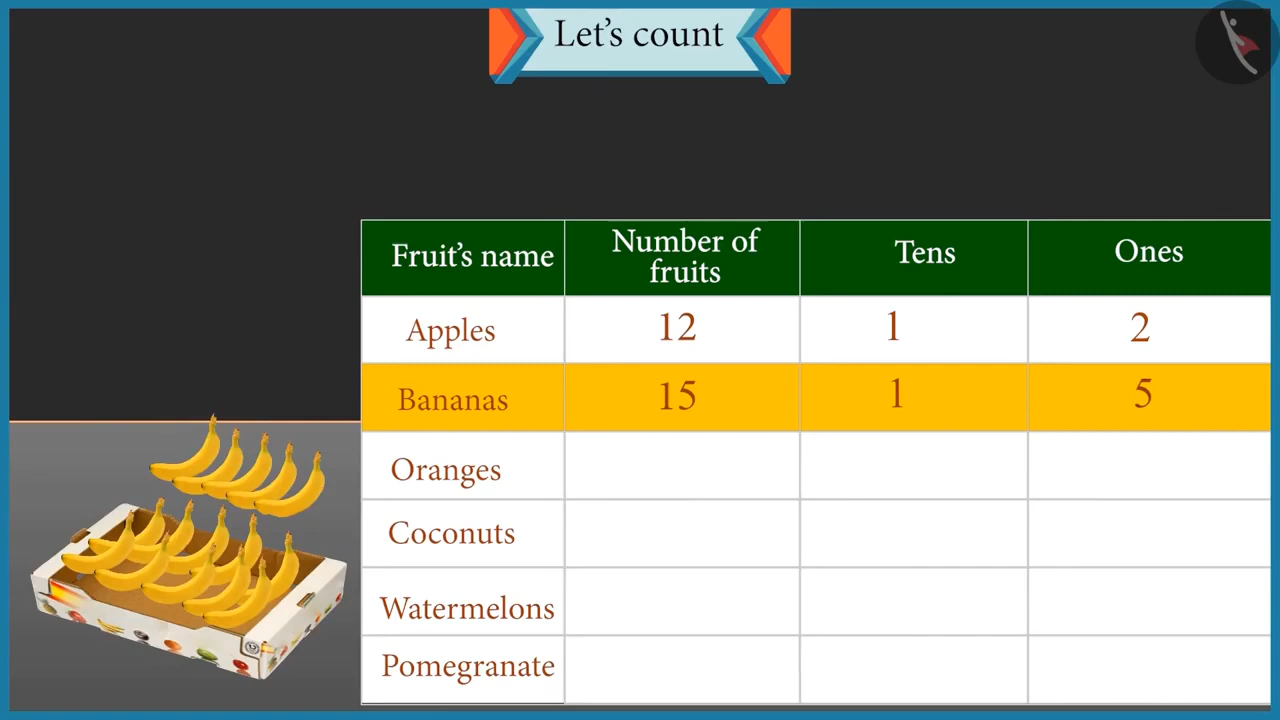 Let's count
Fruit's name Number of fruits Tens Ones
Apples 12 1 2
Bananas 15 1 5
Oranges
Coconuts
Watermelons
Pomegranate